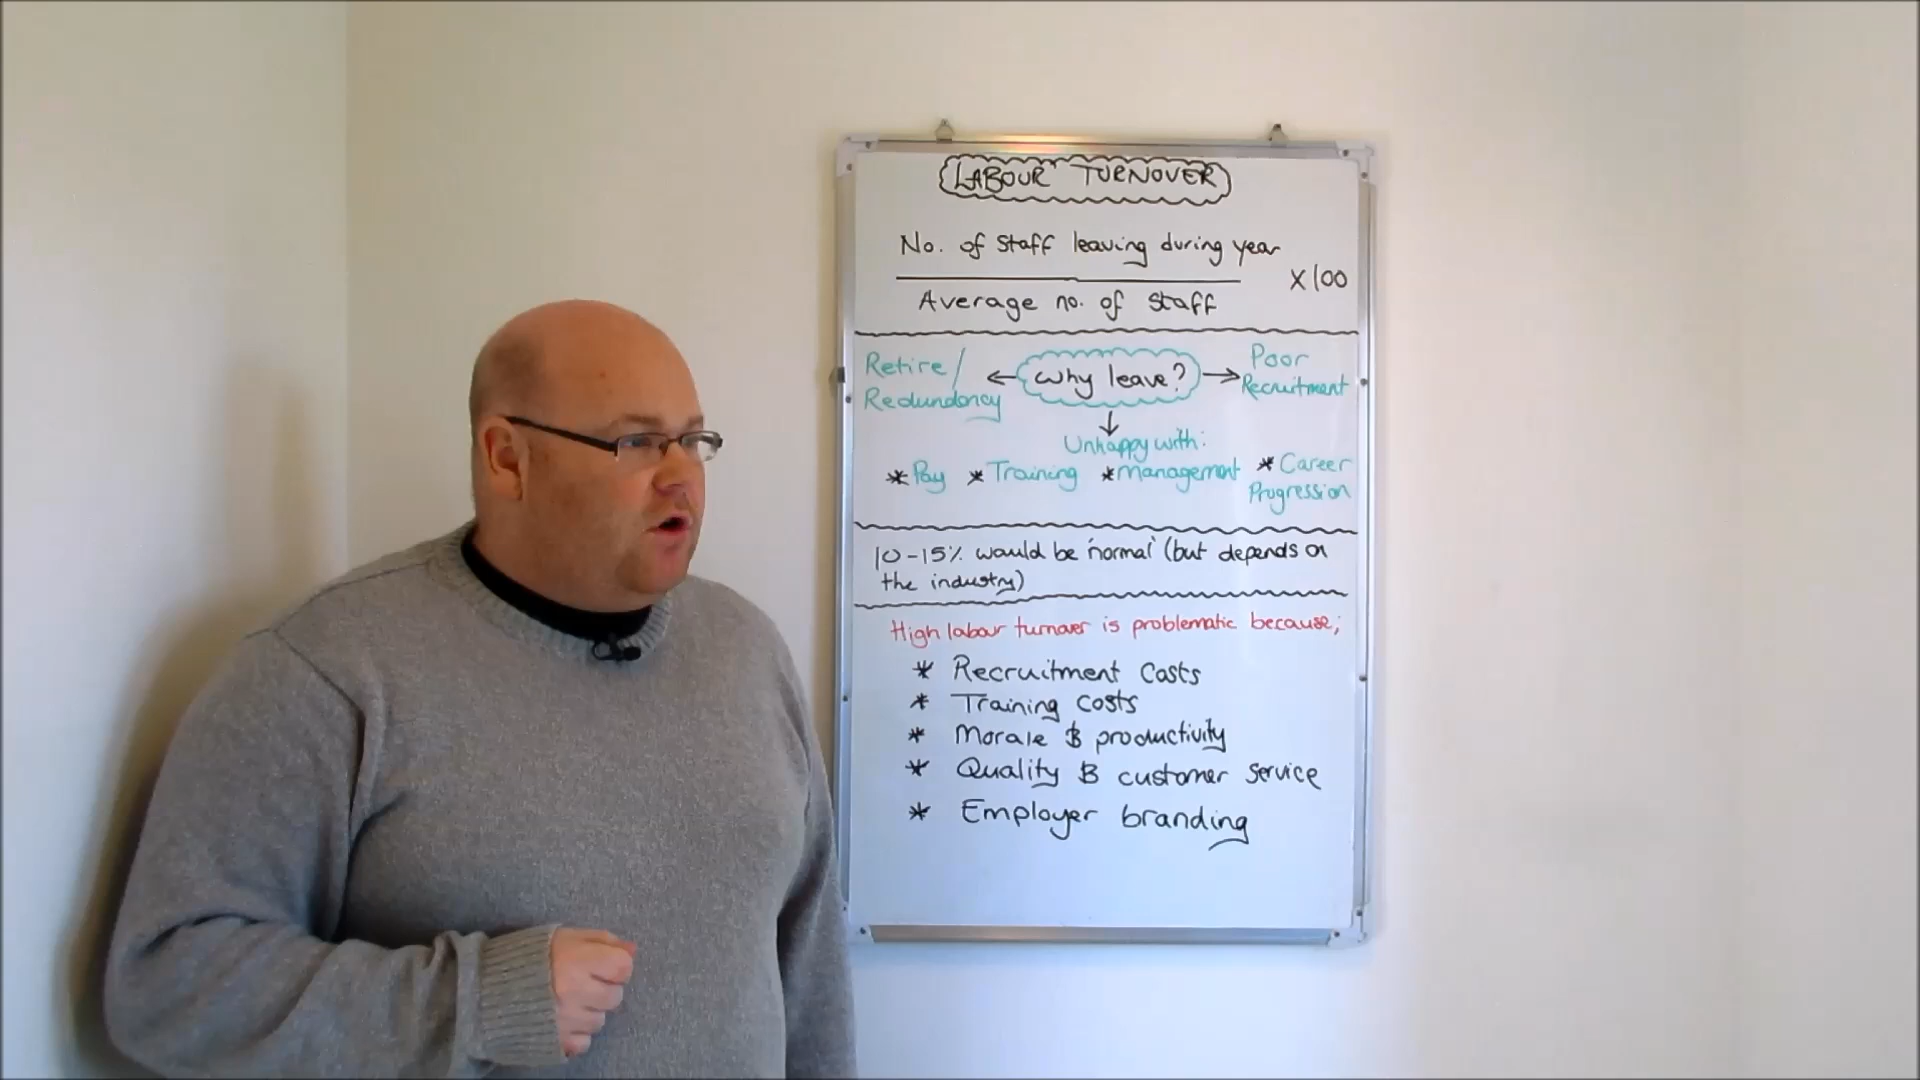 LABOUR TURNOVER
No. of staff leaving during year
X100
Average no. of staff
Retire/
Redundancy
Why leave?
Poor
Recruitment
Unhappy with:
* Pay * Training * Management * Career
Progression
10-15% would be 'normal' (but depends on
the industry)
High labour turnover is problematic because;
* Recruitment Costs
* Training Costs
* Morale & productivity
* Quality & customer service
* Employer branding